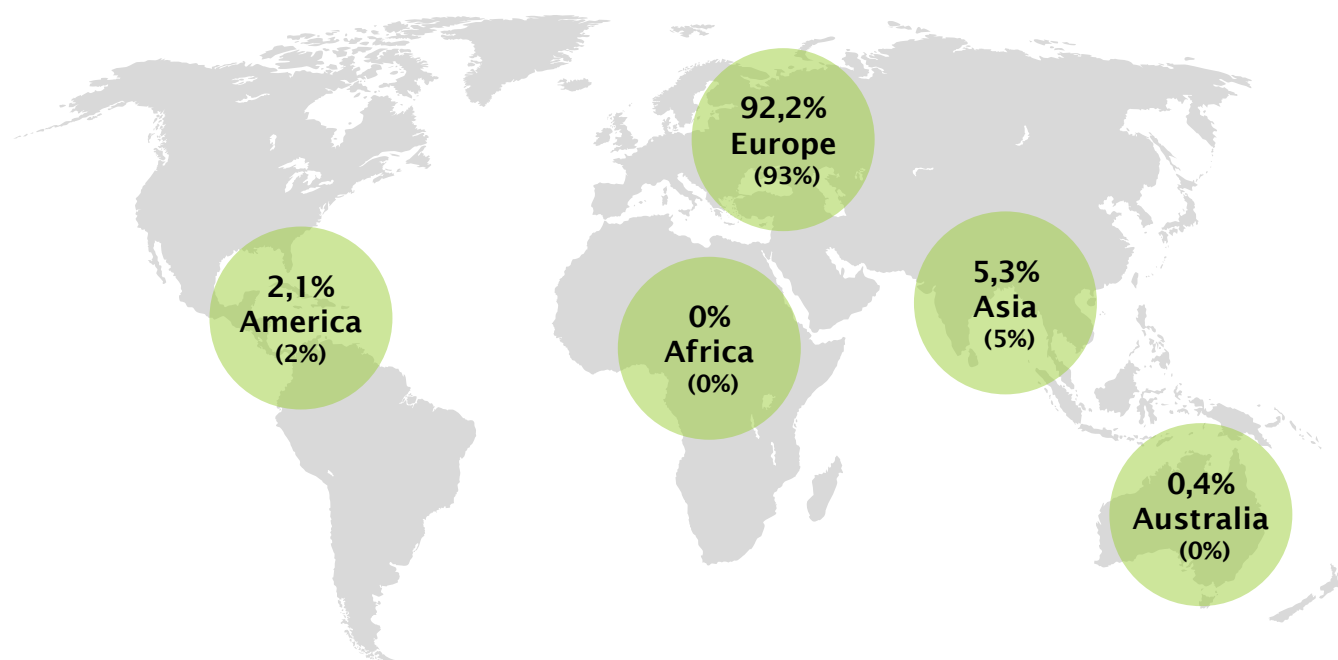 92,2%
Europe
(93%)
2,1%
America
(2%)
0%
Africa
(0%)
5,3%
Asia
(5%)
0,4%
Australia
(0%)